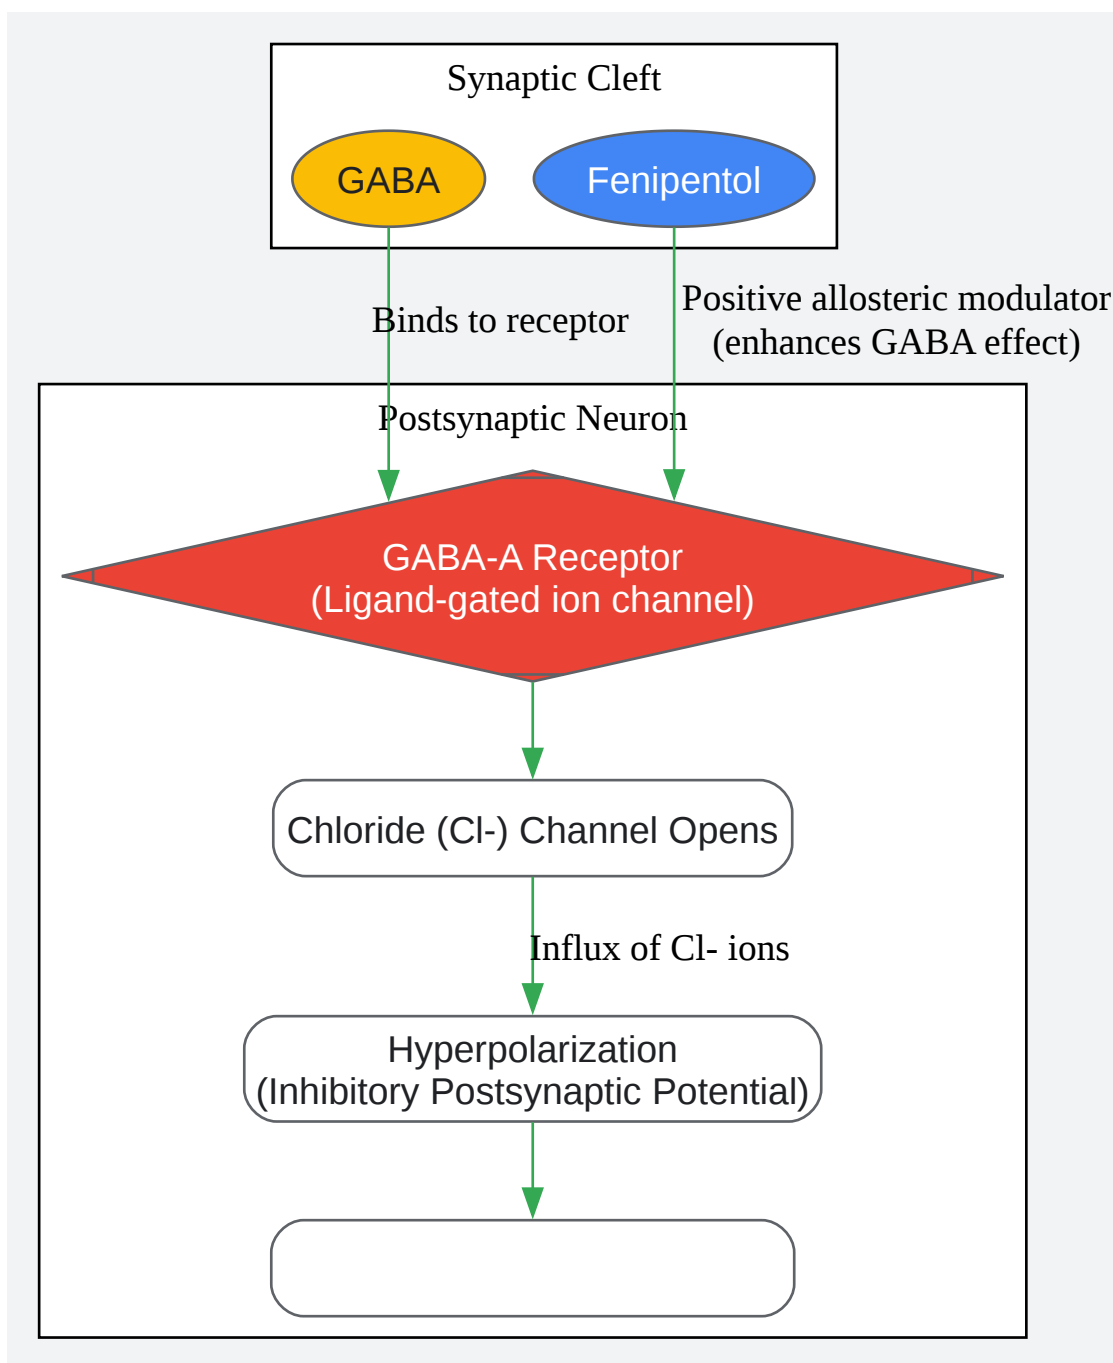 Synaptic Cleft
GABA
Fenipentol
Binds to receptor
Positive allosteric modulator
(enhances GABA effect)
Postsynaptic Neuron
GABA-A Receptor
(Ligand-gated ion channel)
Chloride (Cl-) Channel Opens
Influx of Cl- ions
Hyperpolarization
(Inhibitory Postsynaptic Potential)